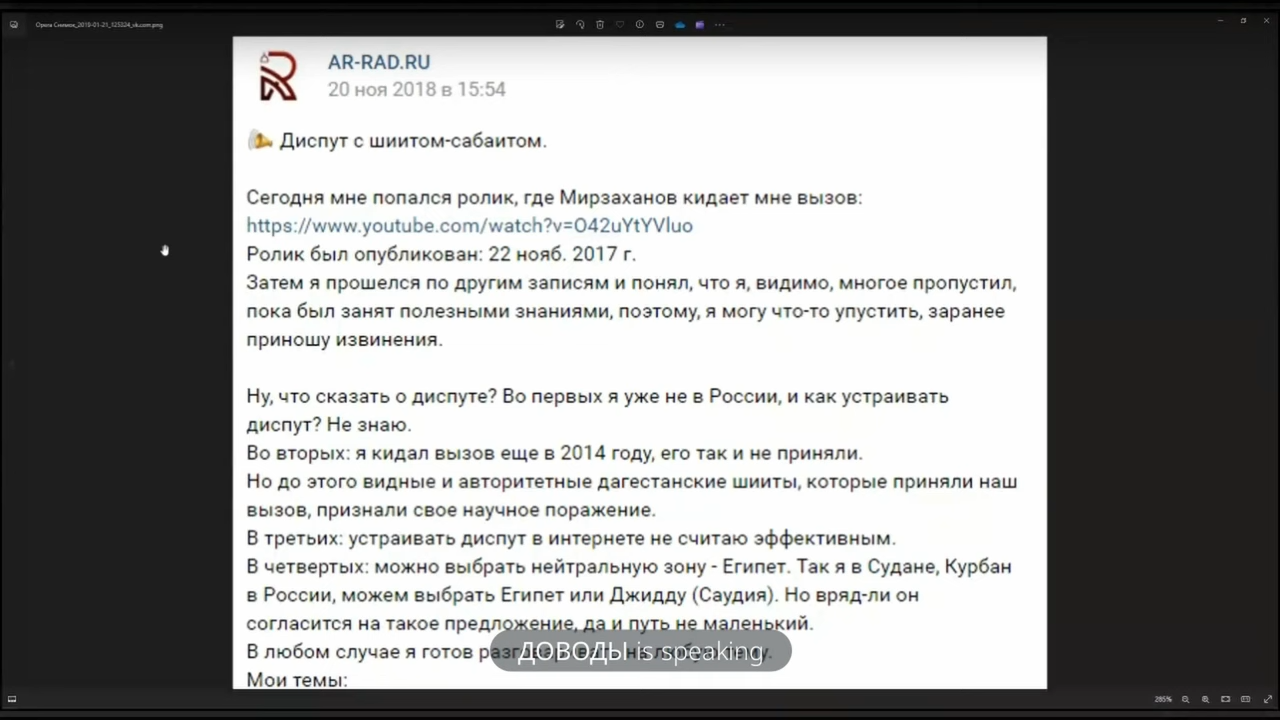 Opera Снимок_2019-01-21_125324_vk.com.png
AR-RAD.RU
20 ноя 2018 в 15:54
Диспут с шиитом-сабаитом.
Сегодня мне попался ролик, где Мирзаханов кидает мне вызов:
https://www.youtube.com/watch?v=O42uYtYVluo
Ролик был опубликован: 22 нояб. 2017 г.
Затем я прошелся по другим записям и понял, что я, видимо, многое пропустил,
пока был занят полезными знаниями, поэтому, я могу что-то упустить, заранее
приношу извинения.
Ну, что сказать о диспуте? Во первых я уже не в России, и как устраивать
диспут? Не знаю.
Во вторых: я кидал вызов еще в 2014 году, его так и не приняли.
Но до этого видные и авторитетные дагестанские шииты, которые приняли наш
вызов, признали свое научное поражение.
В третьих: устраивать диспут в интернете не считаю эффективным.
В четвертых: можно выбрать нейтральную зону - Египет. Так я в Судане, Курбан
в России, можем выбрать Египет или Джидду (Саудия). Но вряд-ли он
согласится на такое предложение, да и путь не маленький.
В любом случае я готов
ДОВОДЫ is speaking
Мои темы:
285%